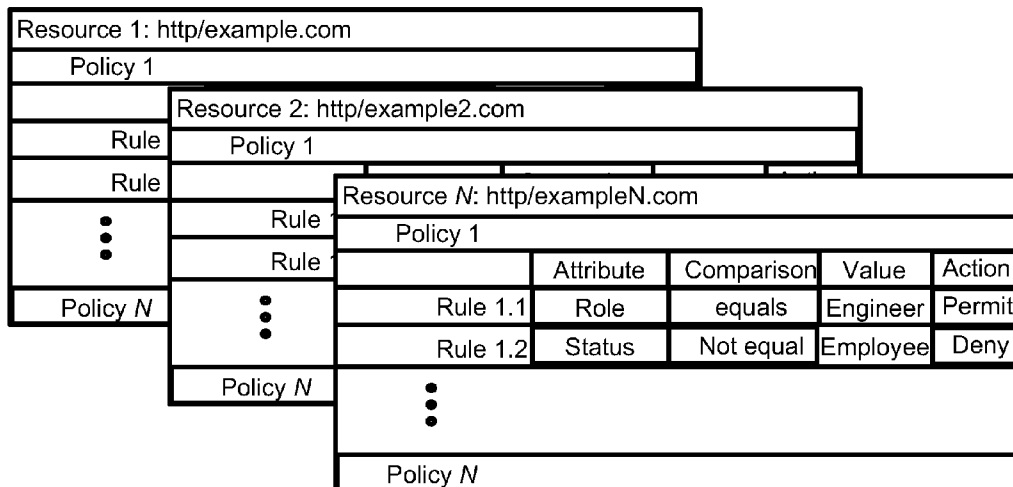 Resource 1: http/example.com
Policy 1
Rule
Rule
Policy N
Resource 2: http/example2.com
Policy 1
Rule 1
Rule
Policy N
Resource N: http/exampleN.com
Policy 1
Attribute Comparison Value Action
Rule 1.1 Role equals Engineer Permit
Rule 1.2 Status Not equal Employee Deny
Policy N